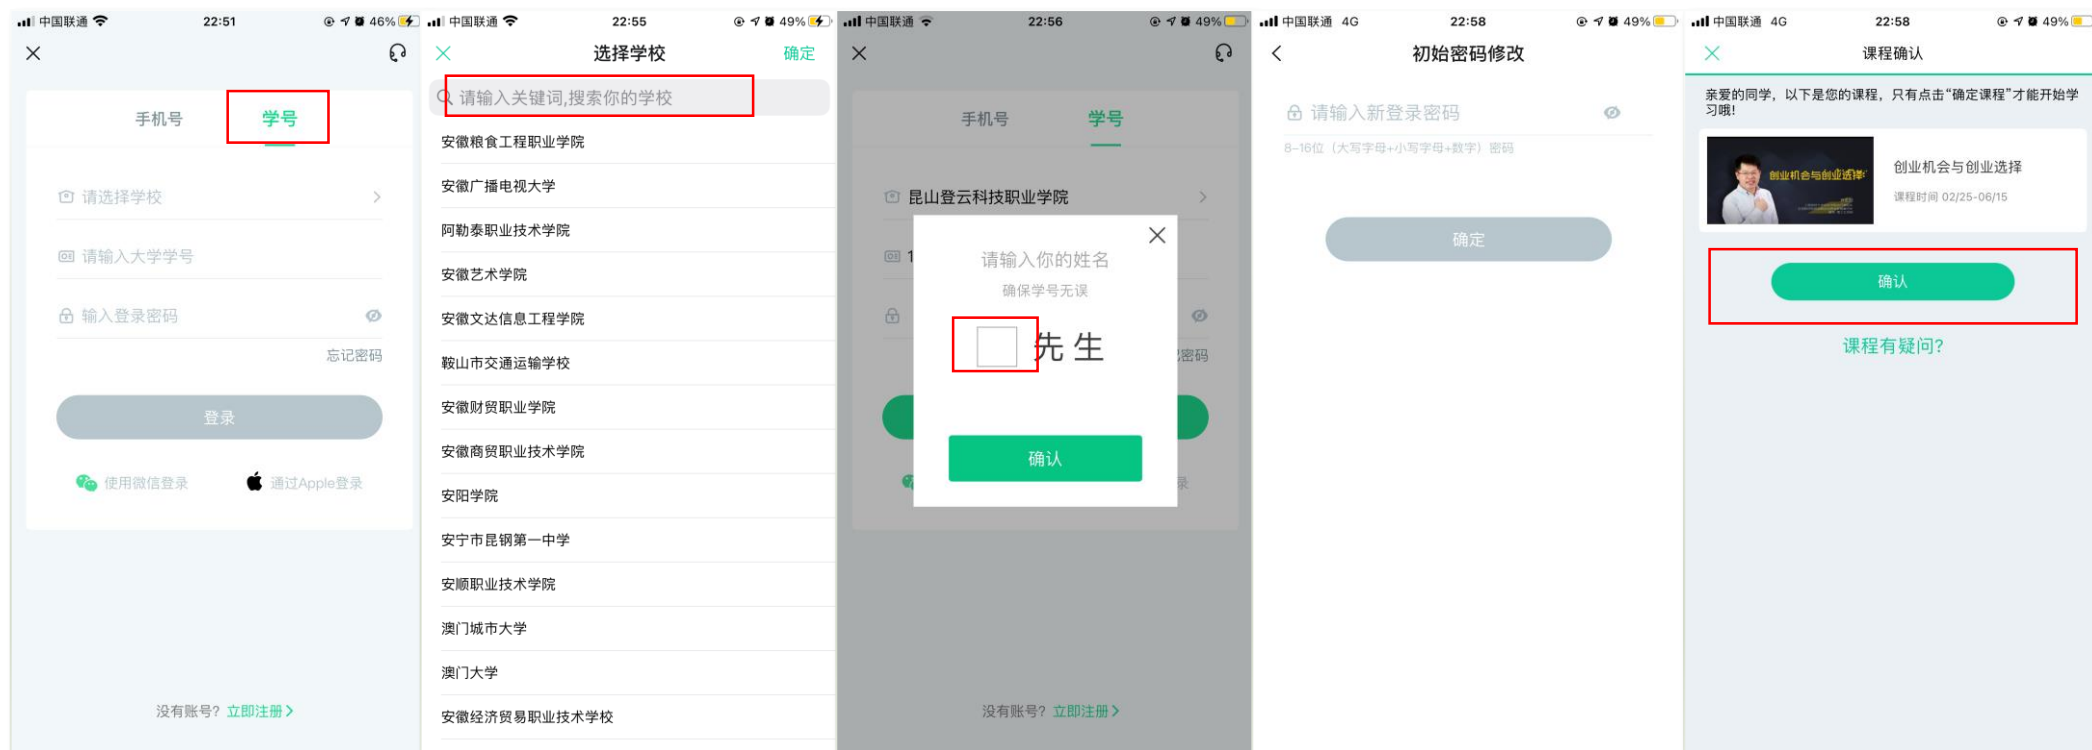 中国联通 22:51 46%
手机号 学号
请选择学校
请输入大学学号
输入登录密码
忘记密码
登录
使用微信登录 通过Apple登录
没有账号? 立即注册
中国联通 22:55 49%
选择学校 确定
请输入关键词,搜索你的学校
安徽粮食工程职业学院
安徽广播电视大学
阿勒泰职业技术学院
安徽艺术学院
安徽文达信息工程学院
鞍山市交通运输学校
安徽财贸职业学院
安徽商贸职业技术学院
安阳学院
安宁市昆钢第一中学
安顺职业技术学院
澳门城市大学
澳门大学
安徽经济贸易职业技术学校
中国联通 22:56 49%
手机号 学号
昆山登云科技职业学院
1
请输入你的姓名
确保学号无误
先生
密码
确认
录
没有账号? 立即注册
中国联通 4G 22:58 49%
初始密码修改
请输入新登录密码
8-16位（大写字母+小写字母+数字）密码
确定
中国联通 4G 22:58 49%
课程确认
亲爱的同学，以下是您的课程，只有点击“确定课程”才能开始学
习哦!
创业机会与创业选择
创业机会与创业选择
课程时间 02/25-06/15
确认
课程有疑问?